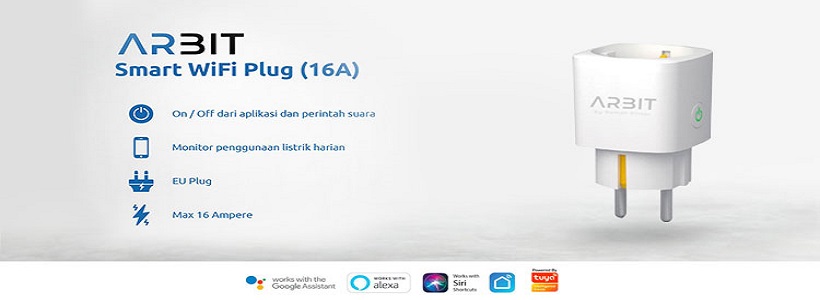 ARBIT
Smart WiFi Plug (16A)
On / Off dari aplikasi dan perintah suara
Monitor penggunaan listrik harian
EU Plug
Max 16 Ampere
ARBIT
works with the
Google Assistant
WORKS WITH
alexa
Works with
Siri
Shortcuts
Powered By
tuya